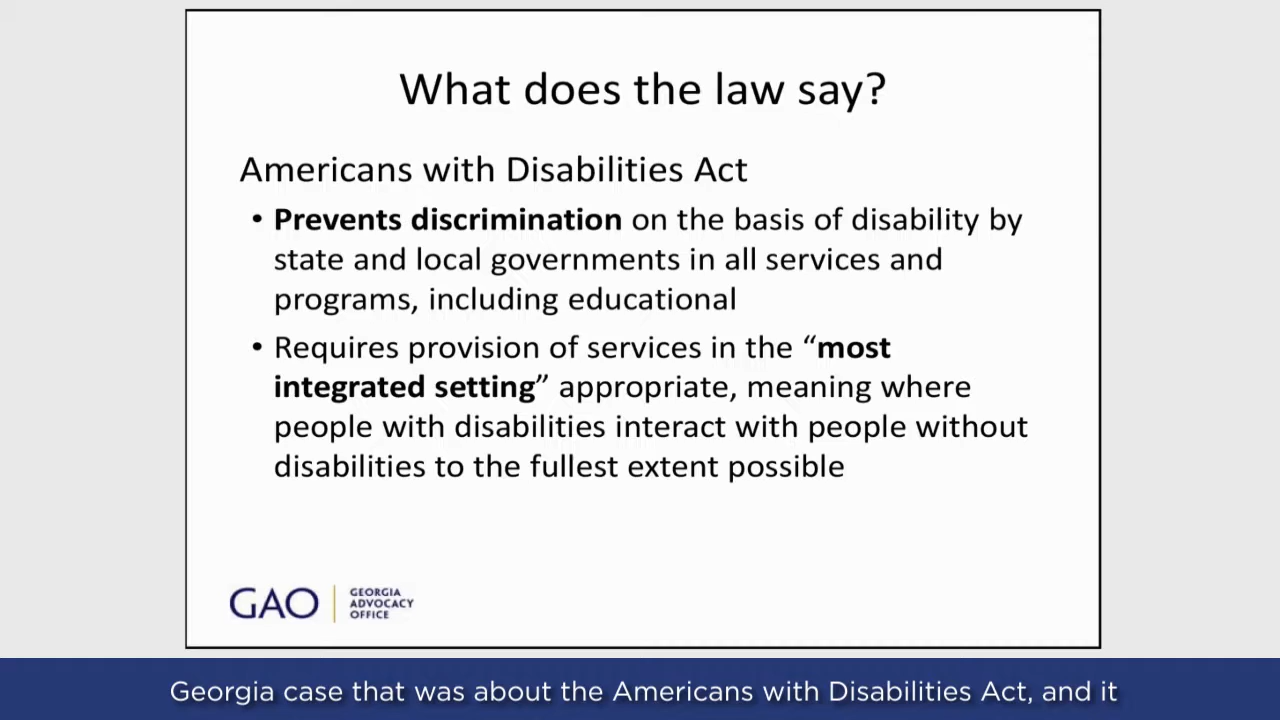 What does the law say?
Americans with Disabilities Act
• Prevents discrimination on the basis of disability by
state and local governments in all services and
programs, including educational
• Requires provision of services in the “most
integrated setting” appropriate, meaning where
people with disabilities interact with people without
disabilities to the fullest extent possible
GAO
GEORGIA
ADVOCACY
OFFICE
Georgia case that was about the Americans with Disabilities Act, and it